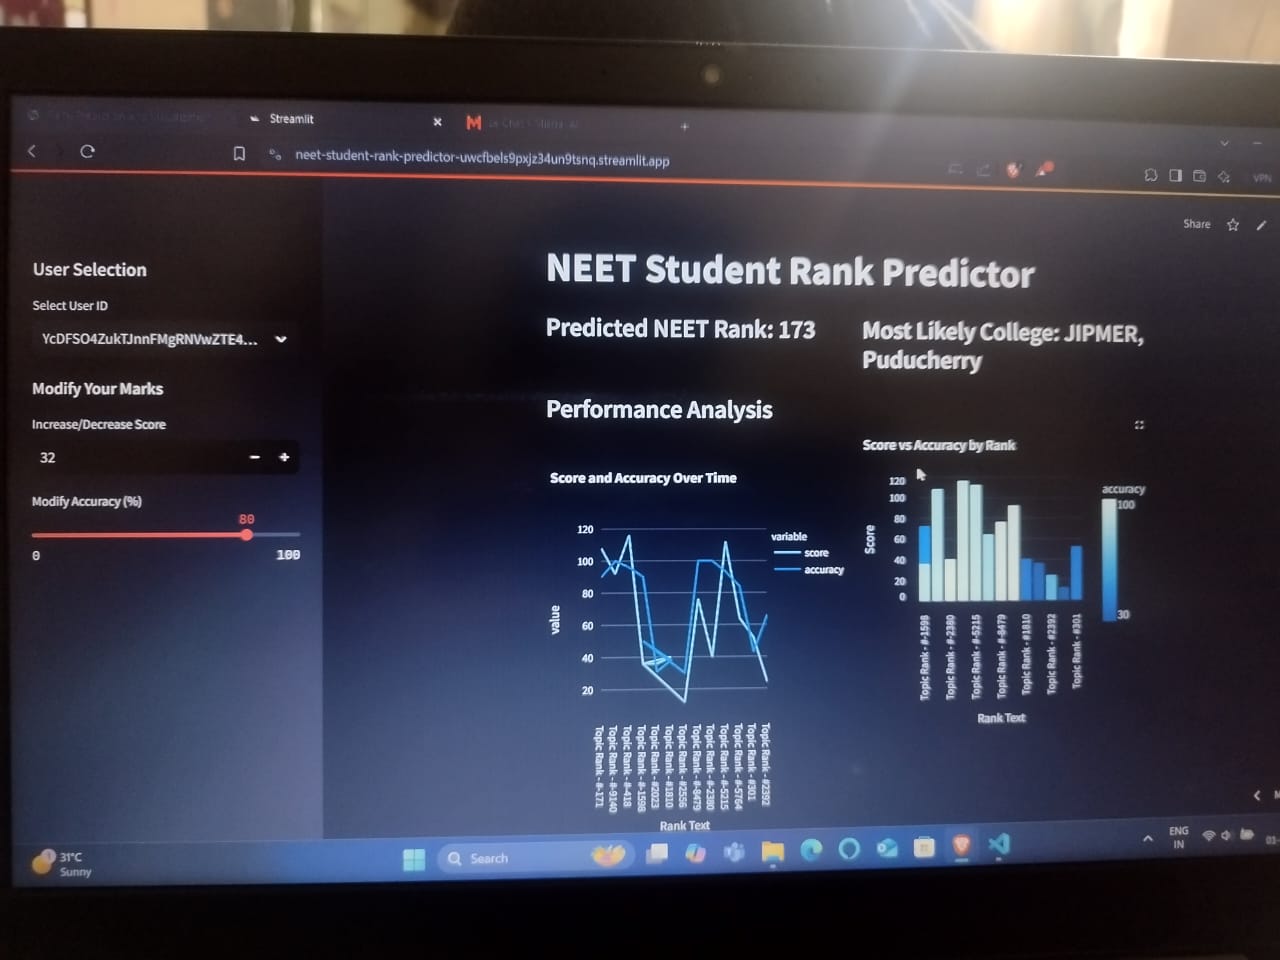 Streamlit
neet-student-rank-predictor-uwcfbels9pxjz34un9tsnq.streamlit.app
VPN
Share
User Selection
Select User ID
YcDFSO4ZukTJnnFMgRNVwZTE4...
Modify Your Marks
Increase/Decrease Score
32
Modify Accuracy (%)
80
0
100
NEET Student Rank Predictor
Predicted NEET Rank: 173
Most Likely College: JIPMER,
Puducherry
Performance Analysis
Score and Accuracy Over Time
120
100
80
60
40
20
value
variable
score
accuracy
Topic Rank - #-171
Topic Rank - #-9140
Topic Rank - #-418
Topic Rank - #-1598
Topic Rank - #2023
Topic Rank - #1810
Topic Rank - #2556
Topic Rank - #-8479
Topic Rank - #-2380
Topic Rank - #-5215
Topic Rank - #-5764
Topic Rank - #301
Topic Rank - #2392
Rank Text
Score vs Accuracy by Rank
120
100
80
60
40
20
0
Score
accuracy
100
30
Topic Rank - #-1598
Topic Rank - #-2380
Topic Rank - #-5215
Topic Rank - #-8479
Topic Rank - #1810
Topic Rank - #2392
Topic Rank - #301
Rank Text
31°C
Sunny
Search
ENG
IN